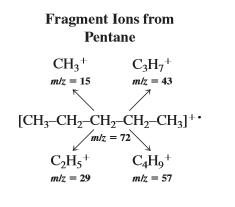 Fragment Ions from
Pentane
CH₃⁺ C₃H₇⁺
m/z = 15 m/z = 43
[CH₃–CH₂–CH₂–CH₂–CH₃]⁺•
m/z = 72
C₂H₅⁺ C₄H₉⁺
m/z = 29 m/z = 57